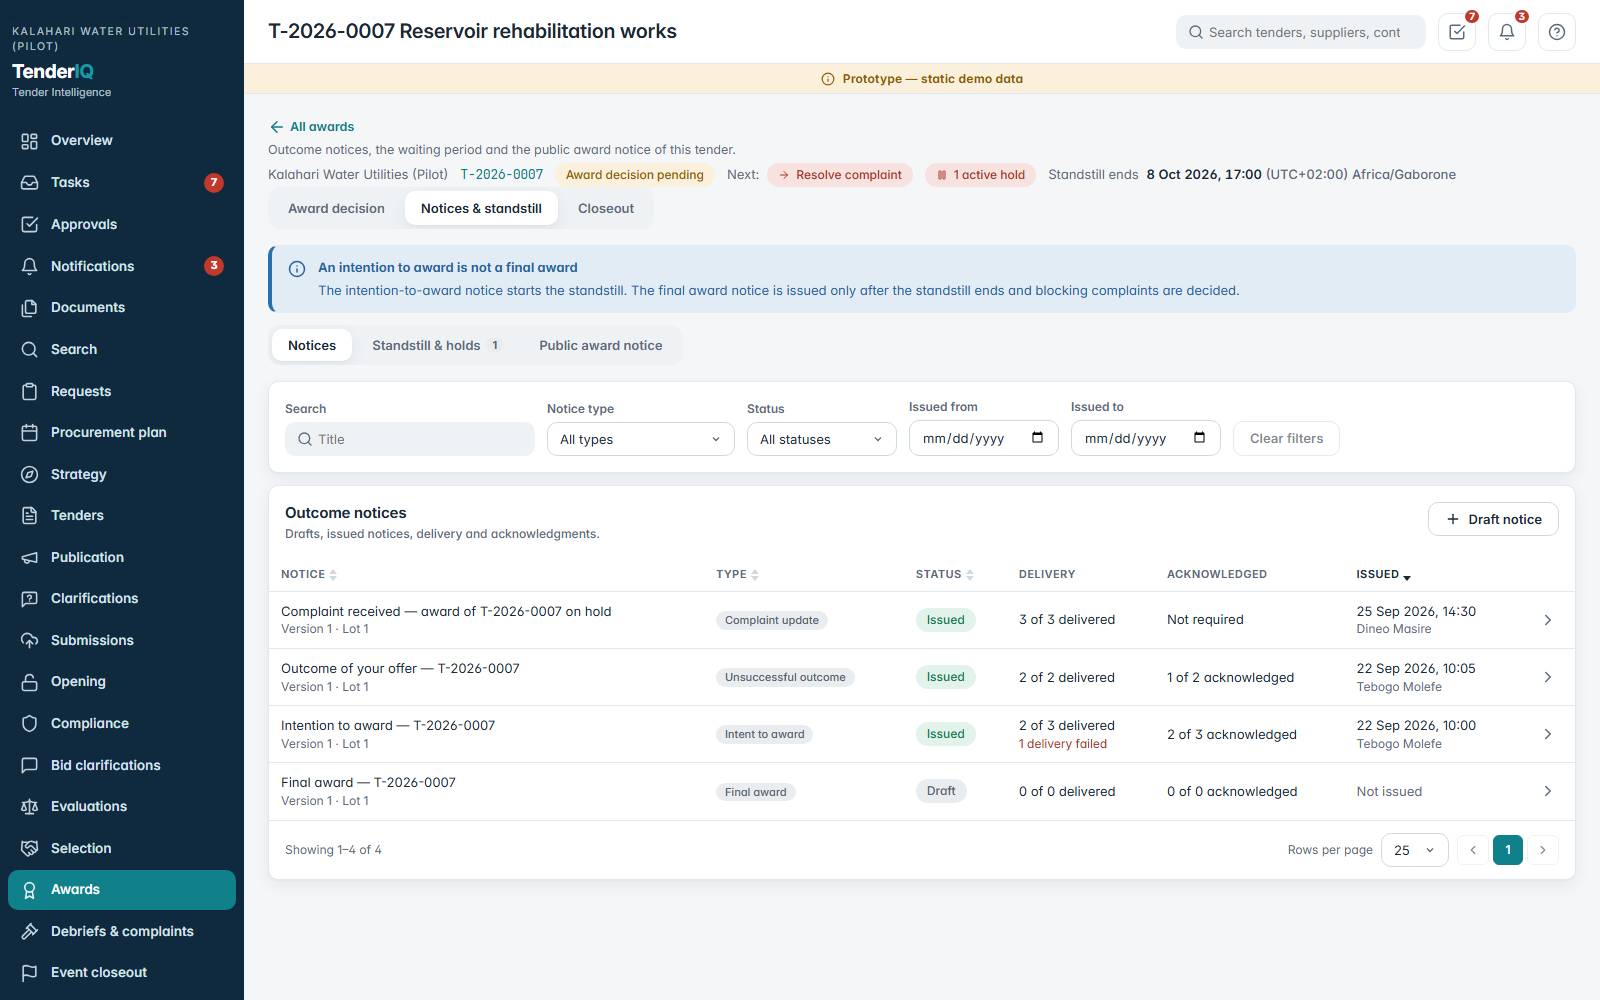 KALAHARI WATER UTILITIES
(PILOT)
TenderIQ
Tender Intelligence
Overview
Tasks 7
Approvals
Notifications 3
Documents
Search
Requests
Procurement plan
Strategy
Tenders
Publication
Clarifications
Submissions
Opening
Compliance
Bid clarifications
Evaluations
Selection
Awards
Debriefs & complaints
Event closeout
T-2026-0007 Reservoir rehabilitation works
Search tenders, suppliers, cont
7
3
Prototype — static demo data
All awards
Outcome notices, the waiting period and the public award notice of this tender.
Kalahari Water Utilities (Pilot) T-2026-0007 Award decision pending Next: Resolve complaint 1 active hold Standstill ends 8 Oct 2026, 17:00 (UTC+02:00) Africa/Gaborone
Award decision Notices & standstill Closeout
An intention to award is not a final award
The intention-to-award notice starts the standstill. The final award notice is issued only after the standstill ends and blocking complaints are decided.
Notices Standstill & holds 1 Public award notice
Search Notice type Status Issued from Issued to
Title All types All statuses mm/dd/yyyy mm/dd/yyyy Clear filters
Outcome notices
Drafts, issued notices, delivery and acknowledgments.
Draft notice
NOTICE TYPE STATUS DELIVERY ACKNOWLEDGED ISSUED
Complaint received — award of T-2026-0007 on hold Complaint update Issued 3 of 3 delivered Not required 25 Sep 2026, 14:30
Version 1 · Lot 1 Dineo Masire
Outcome of your offer — T-2026-0007 Unsuccessful outcome Issued 2 of 2 delivered 1 of 2 acknowledged 22 Sep 2026, 10:05
Version 1 · Lot 1 Tebogo Molefe
Intention to award — T-2026-0007 Intent to award Issued 2 of 3 delivered 2 of 3 acknowledged 22 Sep 2026, 10:00
Version 1 · Lot 1 1 delivery failed Tebogo Molefe
Final award — T-2026-0007 Final award Draft 0 of 0 delivered 0 of 0 acknowledged Not issued
Version 1 · Lot 1
Showing 1–4 of 4 Rows per page 25 1